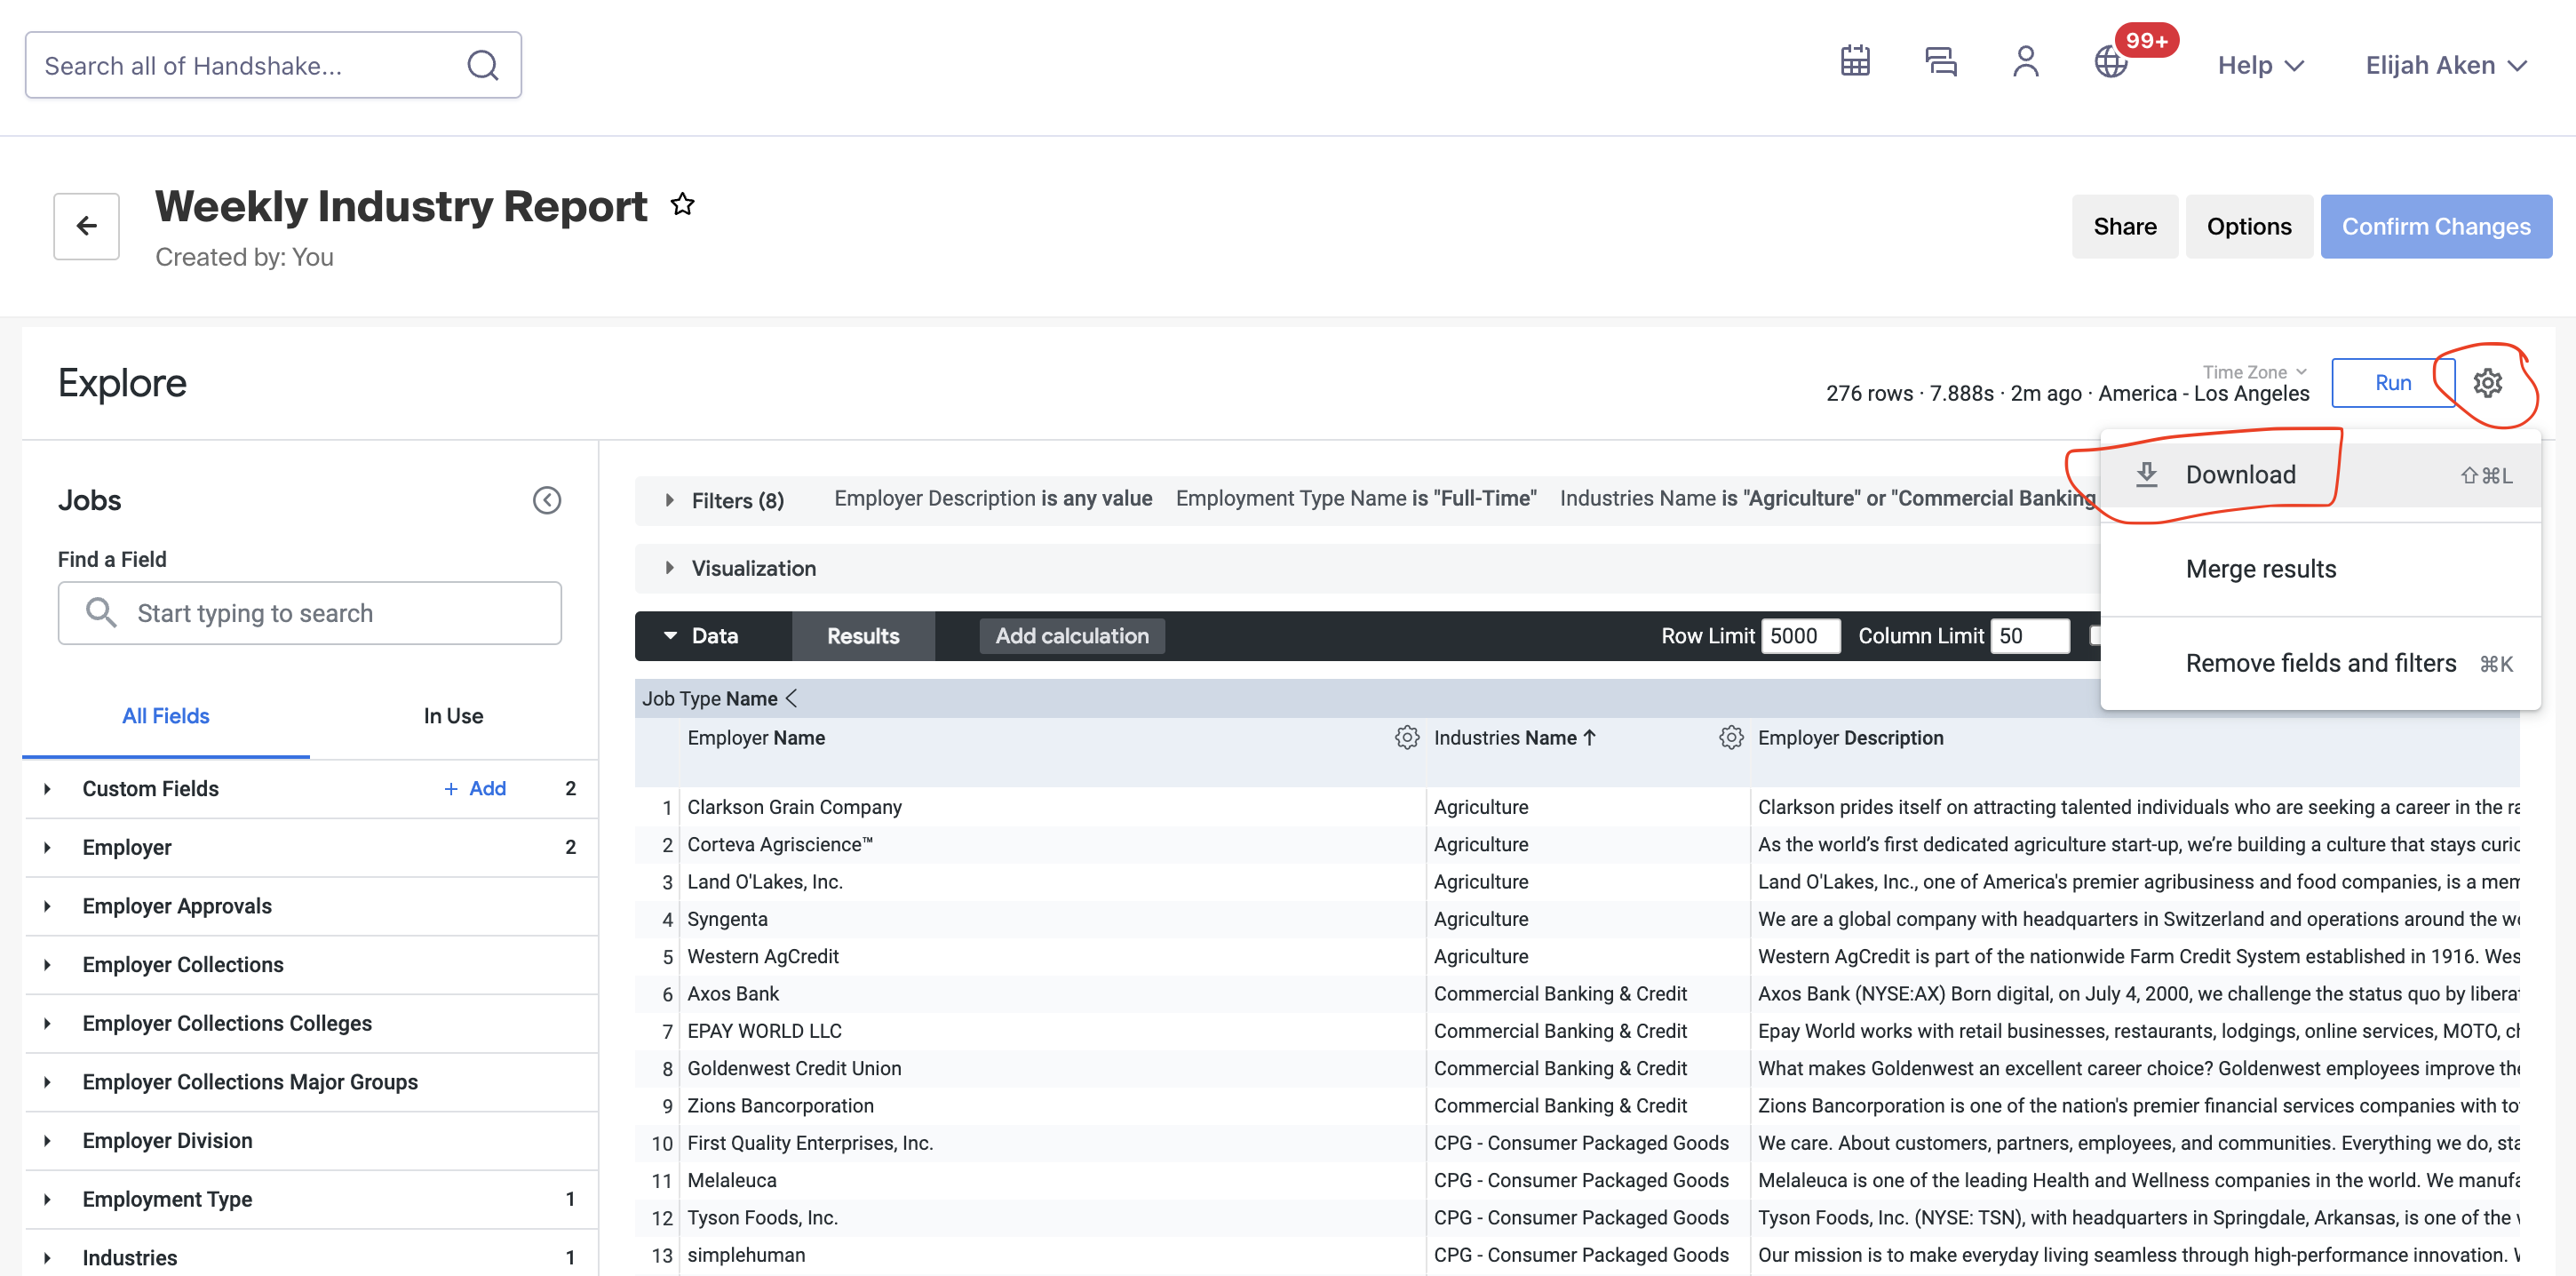 Search all of Handshake...
99+
Help
Elijah Aken
Weekly Industry Report
Created by: You
Share
Options
Confirm Changes
Explore
Time Zone
276 rows · 7.888s · 2m ago · America - Los Angeles
Run
Download ⇧⌘L
Merge results
Remove fields and filters ⌘K
Jobs
Find a Field
Start typing to search
All Fields
In Use
Custom Fields + Add 2
Employer 2
Employer Approvals
Employer Collections
Employer Collections Colleges
Employer Collections Major Groups
Employer Division
Employment Type 1
Industries 1
Filters (8) Employer Description is any value Employment Type Name is "Full-Time" Industries Name is "Agriculture" or "Commercial Banking
Visualization
Data Results Add calculation Row Limit 5000 Column Limit 50
Job Type Name
Employer Name Industries Name ↑ Employer Description
1 Clarkson Grain Company Agriculture Clarkson prides itself on attracting talented individuals who are seeking a career in the
2 Corteva Agriscience™ Agriculture As the world's first dedicated agriculture start-up, we're building a culture that stays
3 Land O'Lakes, Inc. Agriculture Land O'Lakes, Inc., one of America's premier agribusiness and food companies, is a
4 Syngenta Agriculture We are a global company with headquarters in Switzerland and operations around the
5 Western AgCredit Agriculture Western AgCredit is part of the nationwide Farm Credit System established in 1916.
6 Axos Bank Commercial Banking & Credit Axos Bank (NYSE:AX) Born digital, on July 4, 2000, we challenge the status quo by
7 EPAY WORLD LLC Commercial Banking & Credit Epay World works with retail businesses, restaurants, lodgings, online services, MOTO,
8 Goldenwest Credit Union Commercial Banking & Credit What makes Goldenwest an excellent career choice? Goldenwest employees improve
9 Zions Bancorporation Commercial Banking & Credit Zions Bancorporation is one of the nation's premier financial services companies with
10 First Quality Enterprises, Inc. CPG - Consumer Packaged Goods We care. About customers, partners, employees, and communities. Everything we do,
11 Melaleuca CPG - Consumer Packaged Goods Melaleuca is one of the leading Health and Wellness companies in the world. We
12 Tyson Foods, Inc. CPG - Consumer Packaged Goods Tyson Foods, Inc. (NYSE: TSN), with headquarters in Springdale, Arkansas, is one of the
13 simplehuman CPG - Consumer Packaged Goods Our mission is to make everyday living seamless through high-performance innovation.